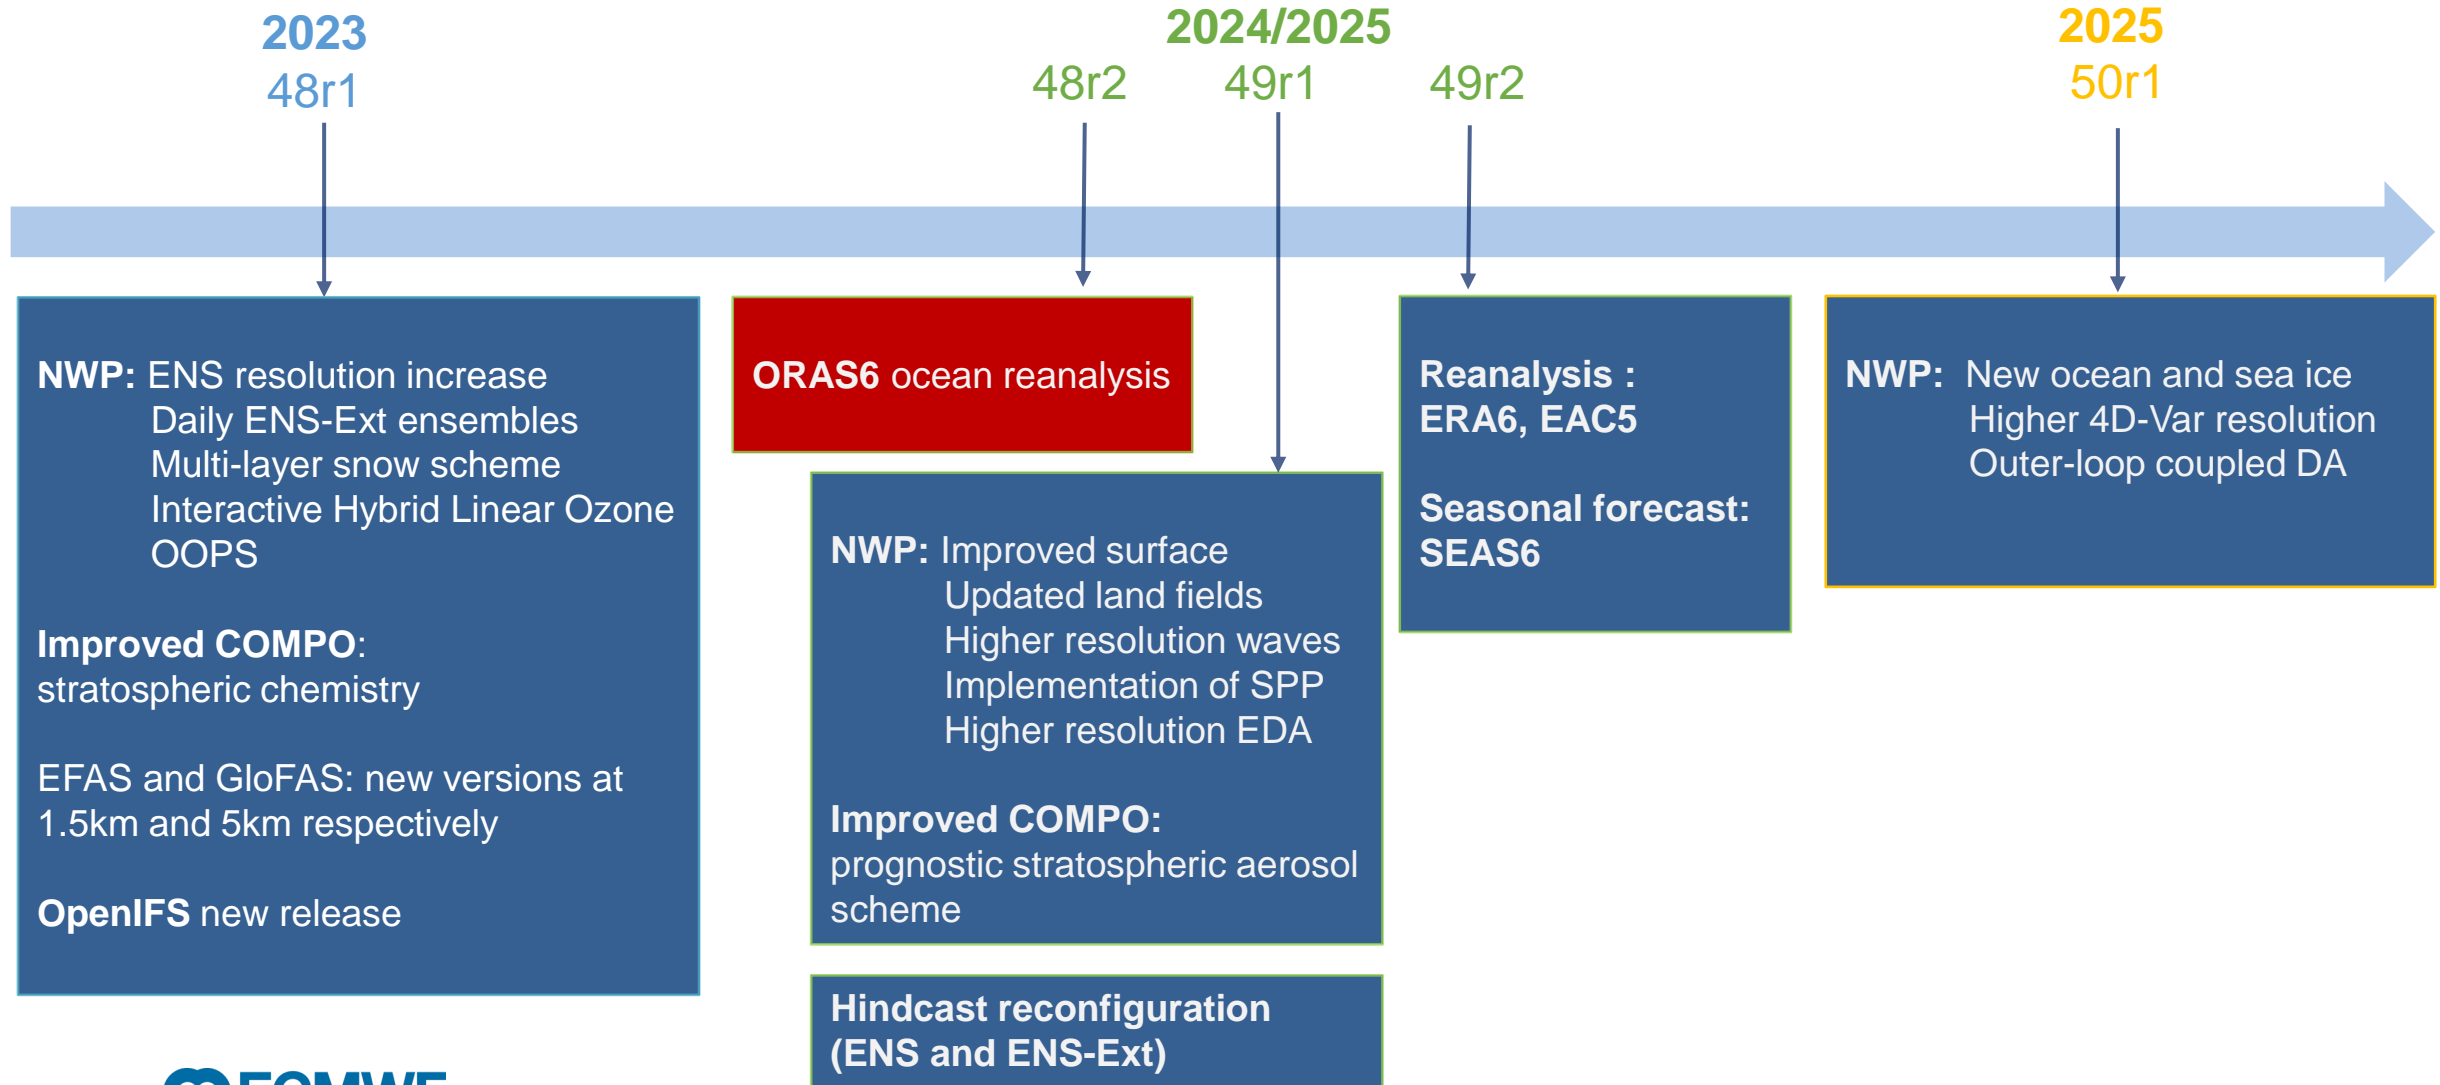 2023
48r1
2024/2025
48r2
49r1
49r2
2025
50r1
NWP: ENS resolution increase
Daily ENS-Ext ensembles
Multi-layer snow scheme
Interactive Hybrid Linear Ozone
OOPS
Improved COMPO:
stratospheric chemistry
EFAS and GloFAS: new versions at
1.5km and 5km respectively
OpenIFS new release
ORAS6 ocean reanalysis
NWP: Improved surface
Updated land fields
Higher resolution waves
Implementation of SPP
Higher resolution EDA
Improved COMPO:
prognostic stratospheric aerosol
scheme
Hindcast reconfiguration
(ENS and ENS-Ext)
Reanalysis :
ERA6, EAC5
Seasonal forecast:
SEAS6
NWP: New ocean and sea ice
Higher 4D-Var resolution
Outer-loop coupled DA
ECMWF